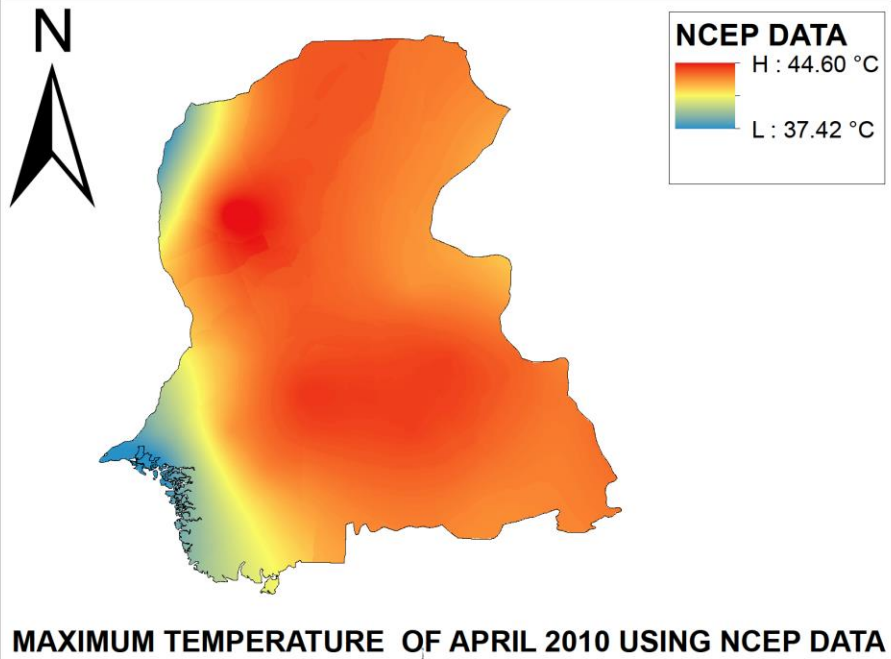 N
NCEP DATA
H : 44.60 °C
L : 37.42 °C
MAXIMUM TEMPERATURE OF APRIL 2010 USING NCEP DATA